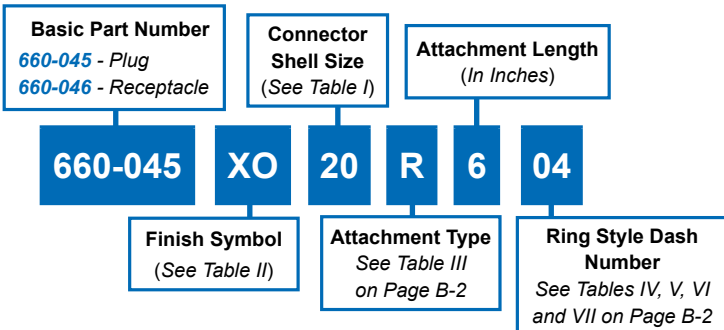 Basic Part Number
660-045 - Plug
660-046 - Receptacle
Connector
Shell Size
(See Table I)
Attachment Length
(In Inches)
660-045 XO 20 R 6 04
Finish Symbol
(See Table II)
Attachment Type
See Table III
on Page B-2
Ring Style Dash
Number
See Tables IV, V, VI
and VII on Page B-2